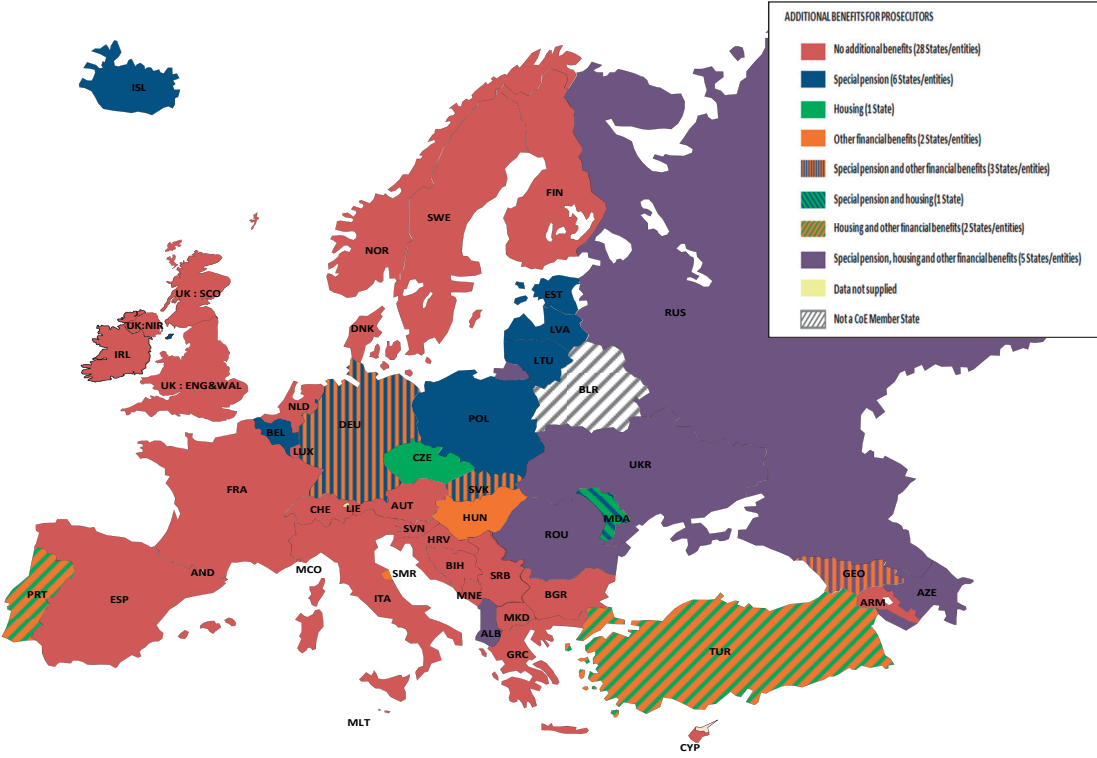 ADDITIONAL BENEFITS FOR PROSECUTORS
No additional benefits (28 States/entities)
Special pension (6 States/entities)
Housing (1 State)
Other financial benefits (2 States/entities)
Special pension and other financial benefits (3 States/entities)
Special pension and housing (1 State)
Housing and other financial benefits (2 States/entities)
Special pension, housing and other financial benefits (5 States/entities)
Data not supplied
Not a CoE Member State
ISL
FIN
SWE
NOR
UK : SCO
EST
RUS
UK:NIR
DNK
LVA
IRL
LTU
UK : ENG&WAL
BLR
NLD
POL
DEU
BEL
LUX
CZE
UKR
FRA
SVK
CHE
LIE
AUT
HUN
MDA
SVN
HRV
ROU
BIH
MCO
AND
SMR
SRB
GEO
PRT
ESP
ITA
MNE
BGR
AZE
ARM
MKD
ALB
GRC
TUR
MLT
CYP